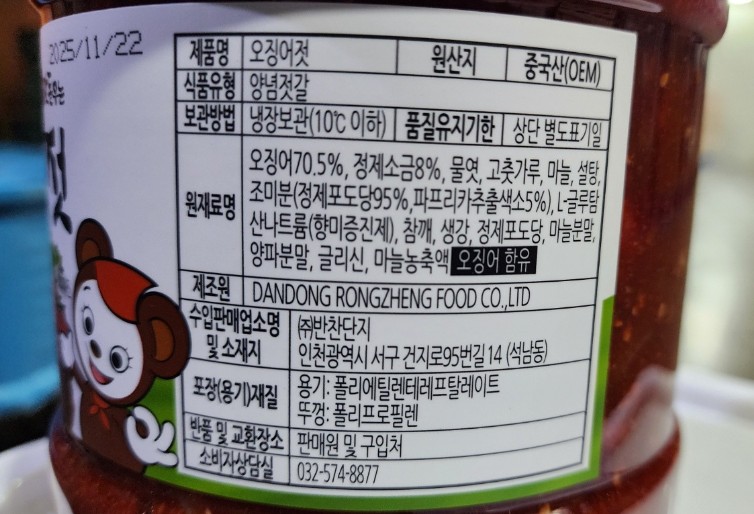 2025/11/22
젓
제품명 오징어젓 원산지 중국산(OEM)
식품유형 양념젓갈
보관방법 냉장보관(10℃ 이하) 품질유지기한 상단 별도표기일
원재료명
오징어70.5%, 정제소금8%, 물엿, 고춧가루, 마늘, 설탕,
조미분(정제포도당95%,파프리카추출색소5%), L-글루탐
산나트륨(향미증진제), 참깨, 생강, 정제포도당, 마늘분말,
양파분말, 글리신, 마늘농축액 오징어 함유
제조원 DANDONG RONGZHENG FOOD CO.,LTD
수입판매업소명
및 소재지
㈜반찬단지
인천광역시 서구 건지로95번길 14 (석남동)
포장(용기)재질
용기: 폴리에틸렌테레프탈레이트
뚜껑: 폴리프로필렌
반품 및 교환장소 판매원 및 구입처
소비자상담실 032-574-8877